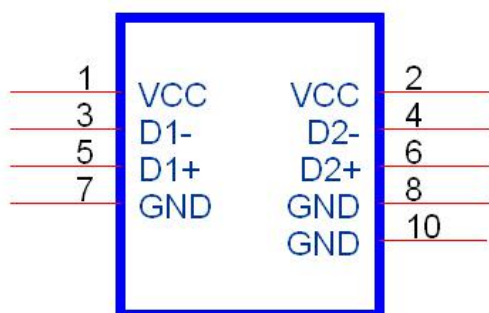 1 VCC VCC 2
3 D1- D2- 4
5 D1+ D2+ 6
7 GND GND 8
GND 10